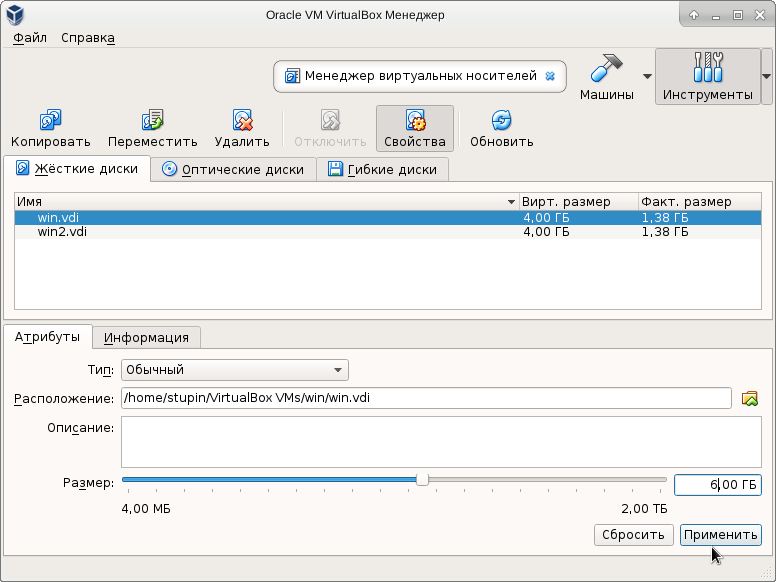 Oracle VM VirtualBox Менеджер
Файл Справка
Менеджер виртуальных носителей
Машины
Инструменты
Копировать Переместить Удалить Отключить Свойства Обновить
Жёсткие диски Оптические диски Гибкие диски
Имя Вирт. размер Факт. размер
win.vdi 4,00 ГБ 1,38 ГБ
win2.vdi 4,00 ГБ 1,38 ГБ
Атрибуты Информация
Тип: Обычный
Расположение: /home/stupin/VirtualBox VMs/win/win.vdi
Описание:
Размер: 6,00 ГБ
4,00 МБ 2,00 ТБ
Сбросить Применить